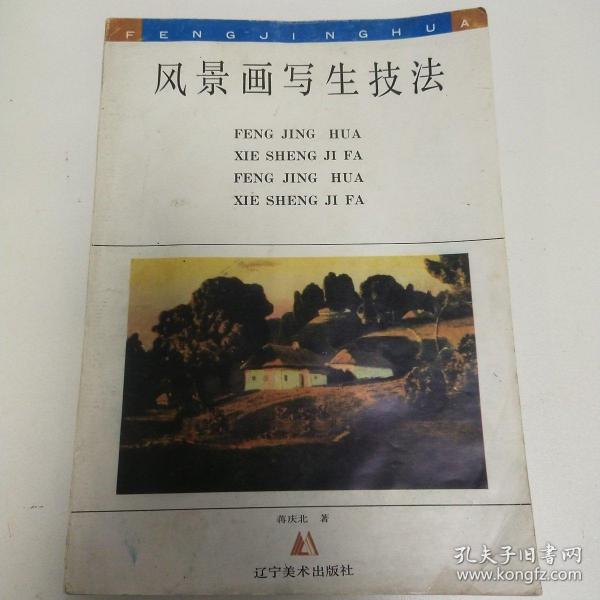 FENGJINGHUA
风景画写生技法
FENG JING HUA
XIE SHENG JI FA
FENG JING HUA
XIE SHENG JI FA
蒋庆北 著
辽宁美术出版社
孔夫子旧书网
www.kongfz.com